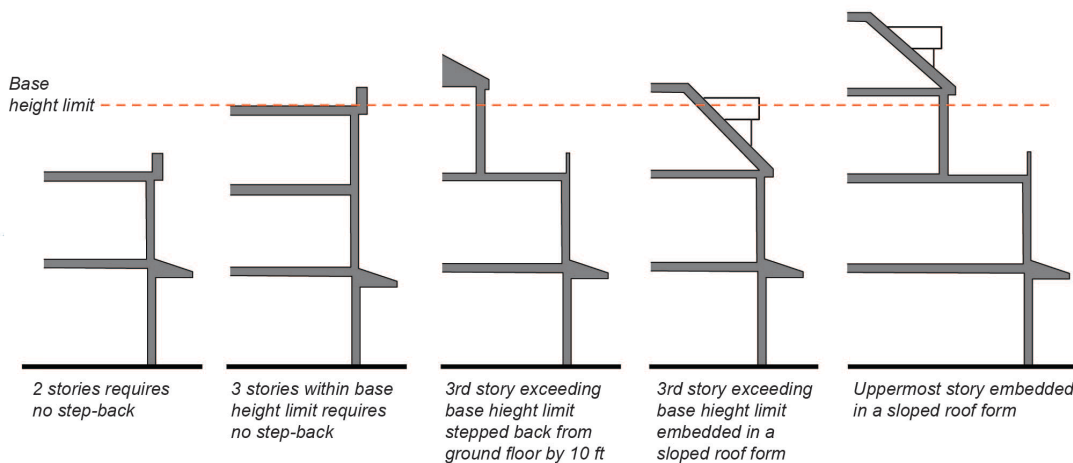 Base
height limit
2 stories requires
no step-back
3 stories within base
height limit requires
no step-back
3rd story exceeding
base hieght limit
stepped back from
ground floor by 10 ft
3rd story exceeding
base hieght limit
embedded in a
sloped roof form
Uppermost story embedded
in a sloped roof form